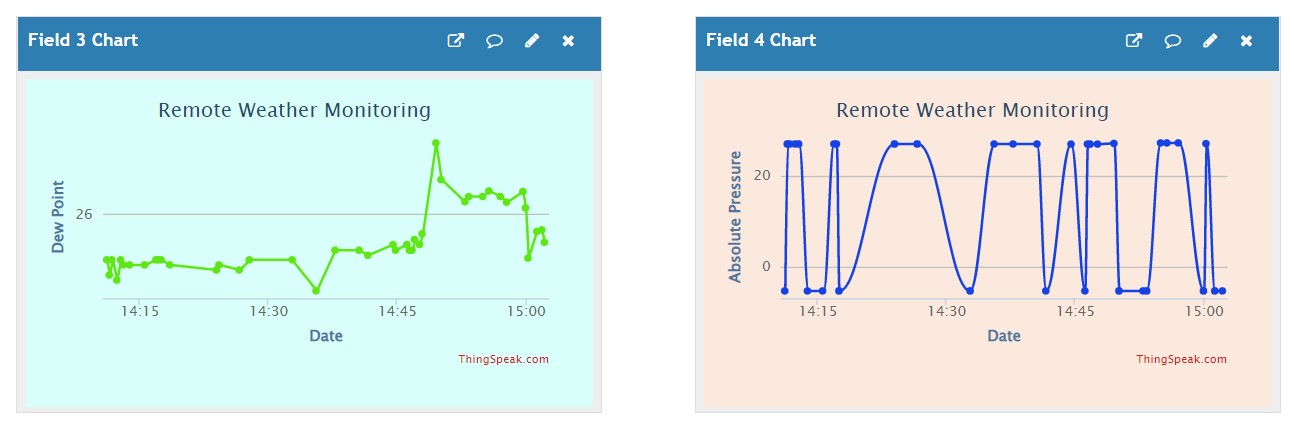 Field 3 Chart
Remote Weather Monitoring
Dew Point
26
14:15 14:30 14:45 15:00
Date
ThingSpeak.com
Field 4 Chart
Remote Weather Monitoring
Absolute Pressure
20
0
14:15 14:30 14:45 15:00
Date
ThingSpeak.com